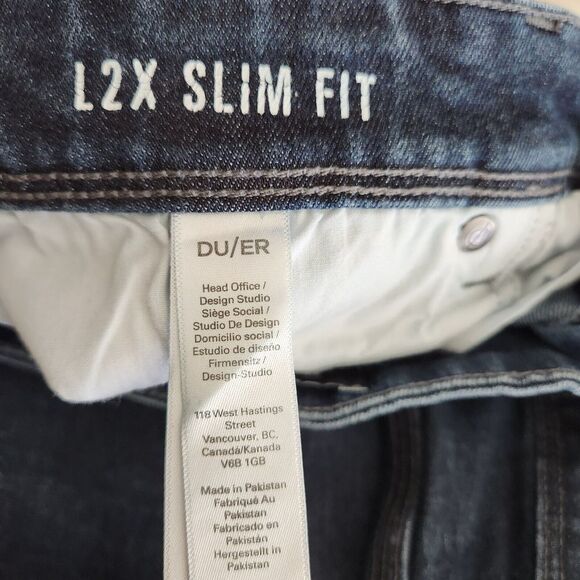 L2X SLIM FIT
DU/ER
Head Office /
Design Studio
Siège Social /
Studio De Design
Domicilio social /
Estudio de diseño
Firmensitz /
Design-Studio
118 West Hastings
Street
Vancouver, BC,
Canadá/Kanada
V6B 1GB
Made in Pakistan
Fabriqué Au
Pakistan
Fabricado en
Pakistán
Hergestellt in
Pakistan